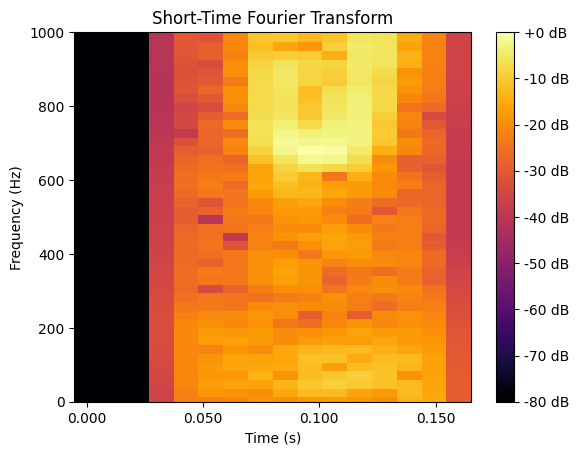 Short-Time Fourier Transform
1000
800
600
400
200
0
Frequency (Hz)
0.000
0.050
0.100
0.150
Time (s)
+0 dB
-10 dB
-20 dB
-30 dB
-40 dB
-50 dB
-60 dB
-70 dB
-80 dB